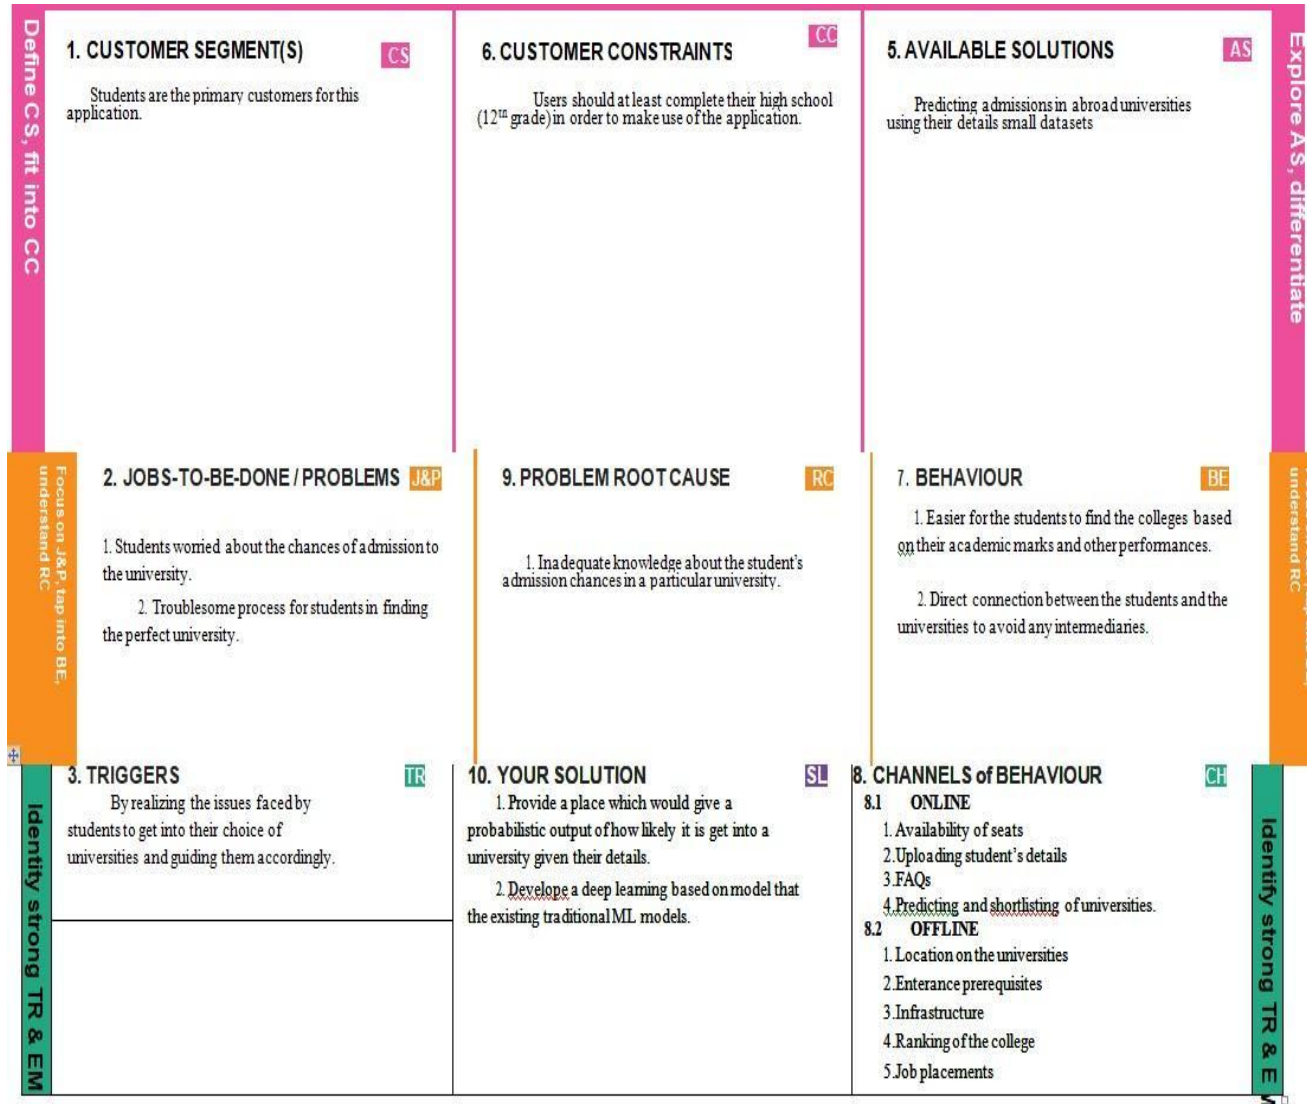 Define CS, fit into CC
1. CUSTOMER SEGMENT(S)
CS
Students are the primary customers for this
application.
6. CUSTOMER CONSTRAINTS
CC
Users should at least complete their high school
(12th grade) in order to make use of the application.
5. AVAILABLE SOLUTIONS
AS
Predicting admissions in abroad universities
using their details small datasets
Explore AS, differentiate
Focus on J&P, tap into BE,
understand RC
2. JOBS-TO-BE-DONE / PROBLEMS
J&P
1. Students worried about the chances of admission to
the university.
2. Troublesome process for students in finding
the perfect university.
9. PROBLEM ROOT CAUSE
RC
1. Inadequate knowledge about the student's
admission chances in a particular university.
7. BEHAVIOUR
BE
1. Easier for the students to find the colleges based
on their academic marks and other performances.
2. Direct connection between the students and the
universities to avoid any intermediaries.
understand RC
Identity strong TR & EM
3. TRIGGERS
TR
By realizing the issues faced by
students to get into their choice of
universities and guiding them accordingly.
10. YOUR SOLUTION
SL
1. Provide a place which would give a
probabilistic output of how likely it is get into a
university given their details.
2. Develope a deep learning based on model that
the existing traditional ML models.
8. CHANNELS of BEHAVIOUR
CH
8.1 ONLINE
1. Availability of seats
2.Uploading student's details
3.FAQs
4.Predicting and shortlisting of universities.
8.2 OFFLINE
1. Location on the universities
2.Enterance prerequisites
3.Infrastructure
4.Ranking of the college
5.Job placements
Identify strong TR & E